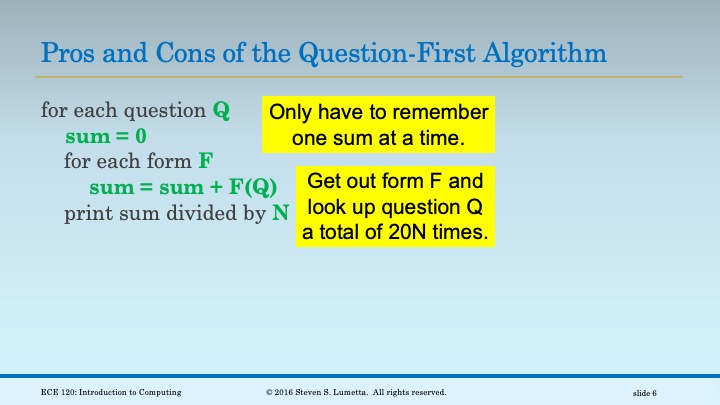 Pros and Cons of the Question-First Algorithm
for each question Q
sum = 0
for each form F
sum = sum + F(Q)
print sum divided by N
Only have to remember
one sum at a time.
Get out form F and
look up question Q
a total of 20N times.
ECE 120: Introduction to Computing
© 2016 Steven S. Lumetta. All rights reserved.
slide 6